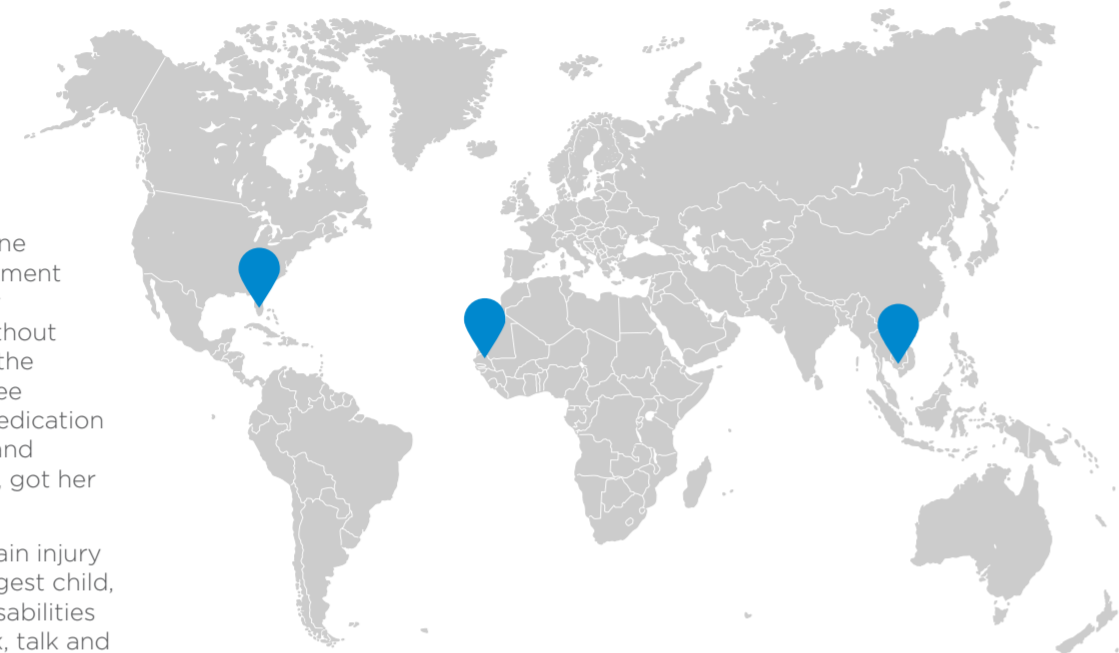 ne
ment
thout
the
ee
edication
and
, got her
ain injury
gest child,
sabilities
, talk and